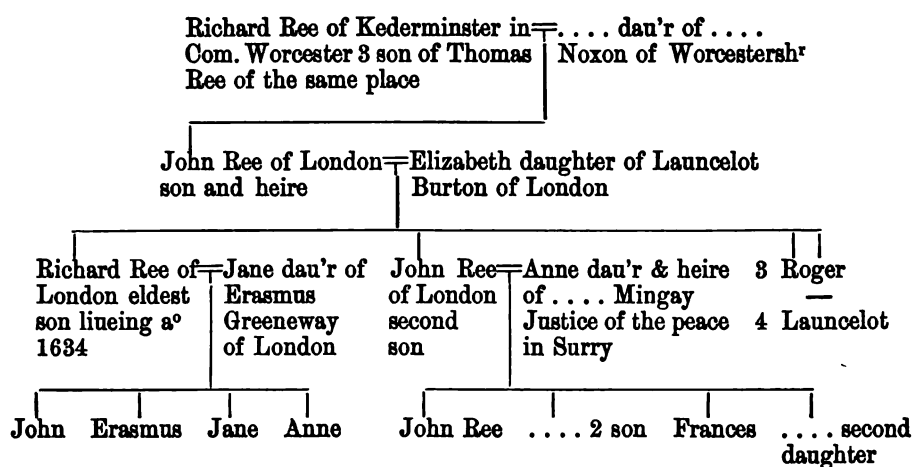 Richard Ree of Kederminster in
Com. Worcester 3 son of Thomas
Ree of the same place
.... dau'r of ....
Noxon of Worcestershʳ
John Ree of London
son and heire
Elizabeth daughter of Launcelot
Burton of London
Richard Ree of
London eldest
son liueing aº
1634
Jane dau'r of
Erasmus
Greeneway
of London
John Ree
of London
second
son
Anne dau'r & heire
of .... Mingay
Justice of the peace
in Surry
3 Roger
—
4 Launcelot
John Erasmus Jane Anne
John Ree .... 2 son Frances .... second
daughter